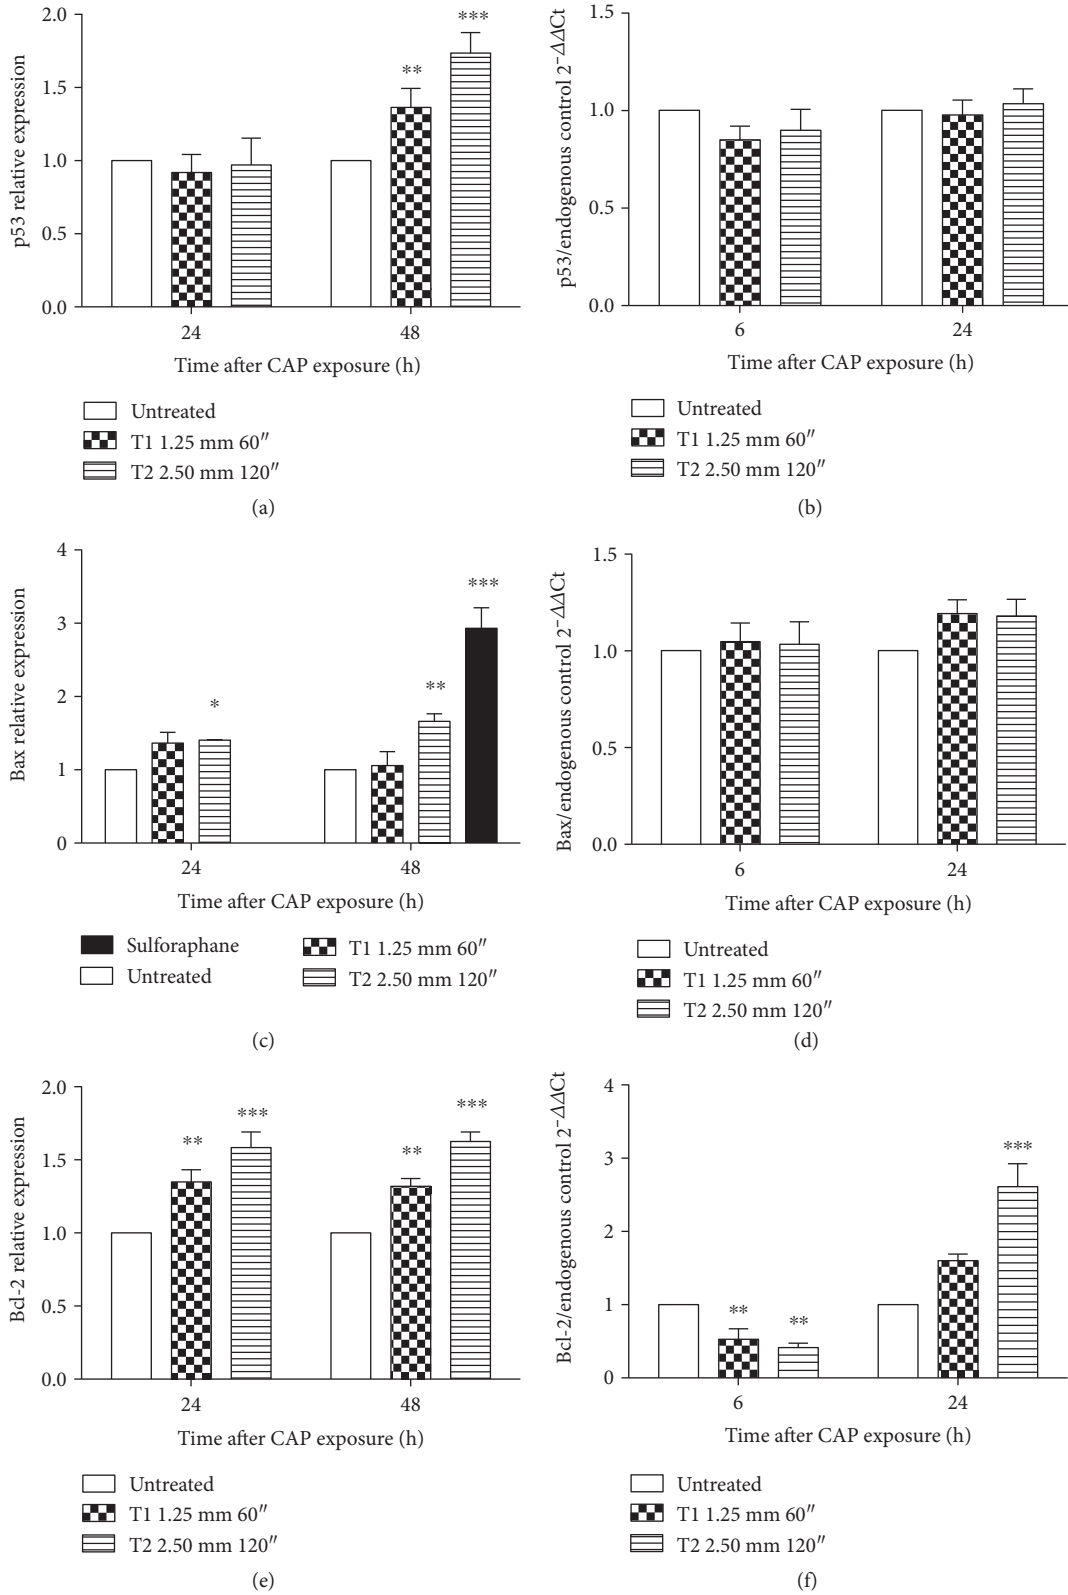 p53 relative expression
2.0
1.5
1.0
0.5
0.0
**
***
24
48
Time after CAP exposure (h)
Untreated
T1 1.25 mm 60″
T2 2.50 mm 120″
(a)
p53/endogenous control 2⁻ΔΔCt
1.5
1.0
0.5
0.0
6
24
Time after CAP exposure (h)
Untreated
T1 1.25 mm 60″
T2 2.50 mm 120″
(b)
Bax relative expression
4
3
2
1
0
*
**
***
24
48
Time after CAP exposure (h)
Sulforaphane
Untreated
T1 1.25 mm 60″
T2 2.50 mm 120″
(c)
Bax/endogenous control 2⁻ΔΔCt
1.5
1.0
0.5
0.0
6
24
Time after CAP exposure (h)
Untreated
T1 1.25 mm 60″
T2 2.50 mm 120″
(d)
Bcl-2 relative expression
2.0
1.5
1.0
0.5
0.0
**
***
**
***
24
48
Time after CAP exposure (h)
Untreated
T1 1.25 mm 60″
T2 2.50 mm 120″
(e)
Bcl-2/endogenous control 2⁻ΔΔCt
4
3
2
1
0
**
**
***
6
24
Time after CAP exposure (h)
Untreated
T1 1.25 mm 60″
T2 2.50 mm 120″
(f)